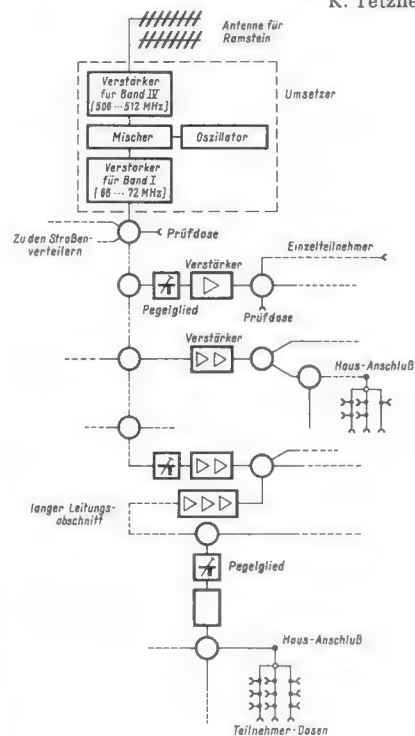 K. Tetzne
Antenne für
Ramstein
Verstärker
für Band IV
[506 ... 512 MHz]
Umsetzer
Mischer
Oszillator
Verstärker
für Band I
[66 ... 72 MHz]
Zu den Straßen-
verteilern
Prüfdose
Einzelteilnehmer
Verstärker
Pegelglied
Prüfdose
Verstärker
Haus-Anschluß
langer Leitungs-
abschnitt
Pegelglied
Haus-Anschluß
Teilnehmer-Dosen